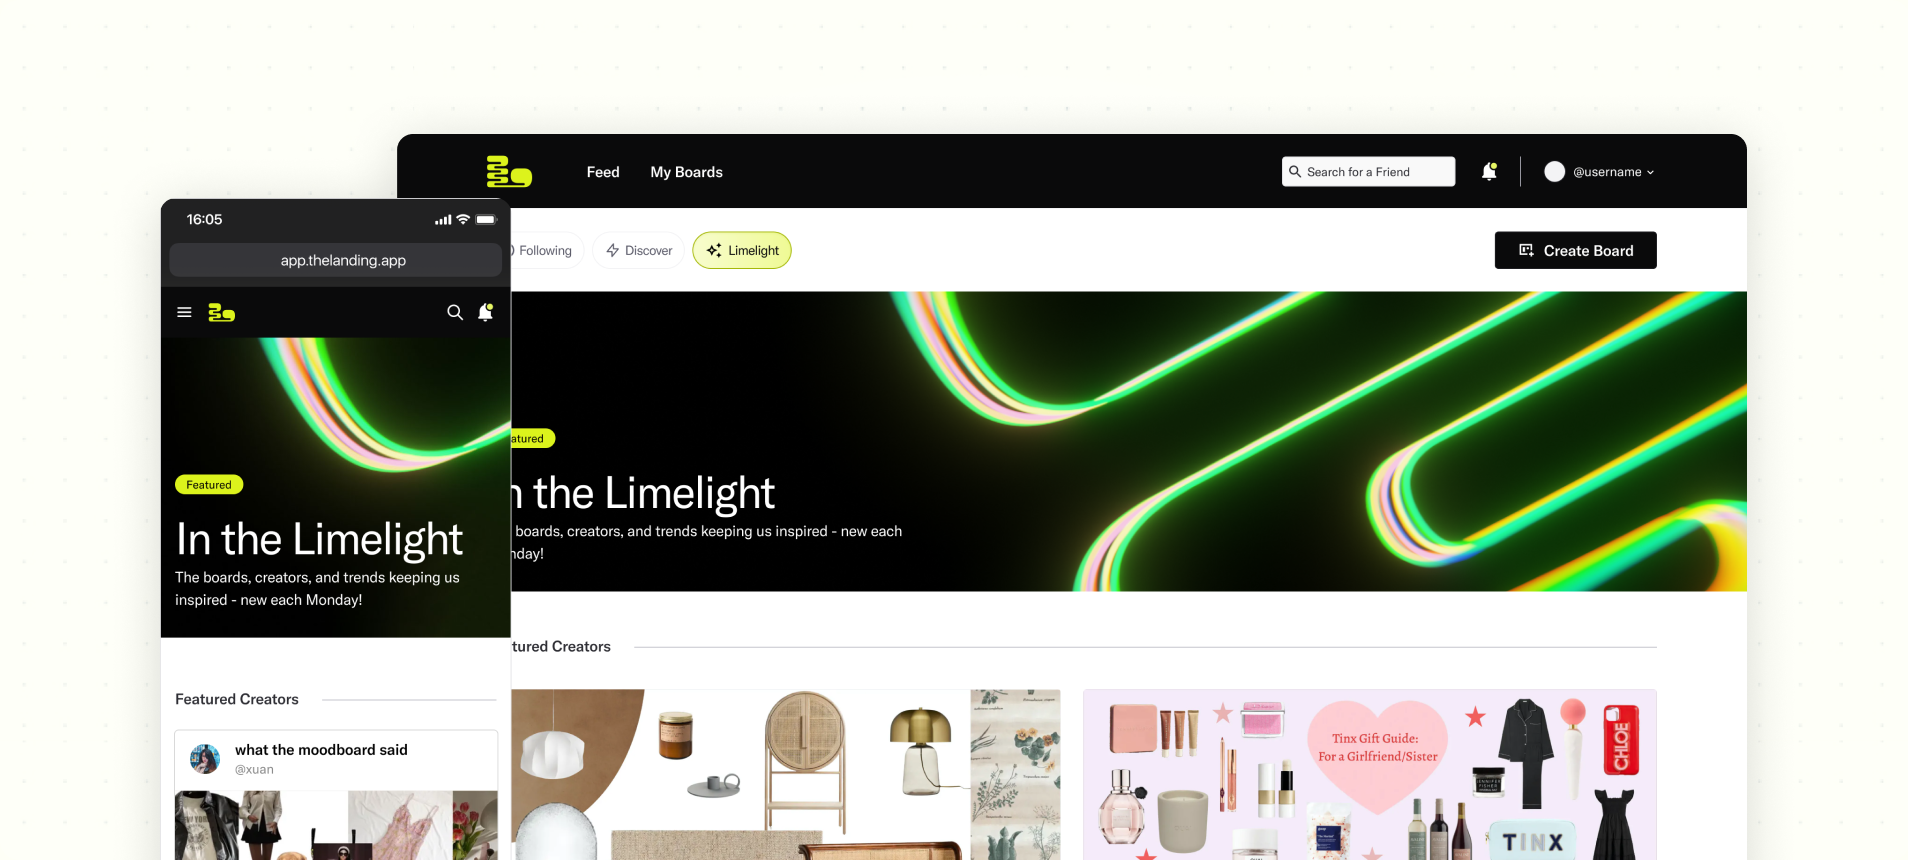 Feed
My Boards
Search for a Friend
@username
16:05
app.thelanding.app
Following
Discover
Limelight
Create Board
Featured
In the Limelight
The boards, creators, and trends keeping us
inspired - new each Monday!
atured
n the Limelight
boards, creators, and trends keeping us inspired - new each
nday!
Featured Creators
what the moodboard said
@xuan
tured Creators
Tinx Gift Guide:
For a Girlfriend/Sister
CHLOE
JENNIFER
FISHER
TINX